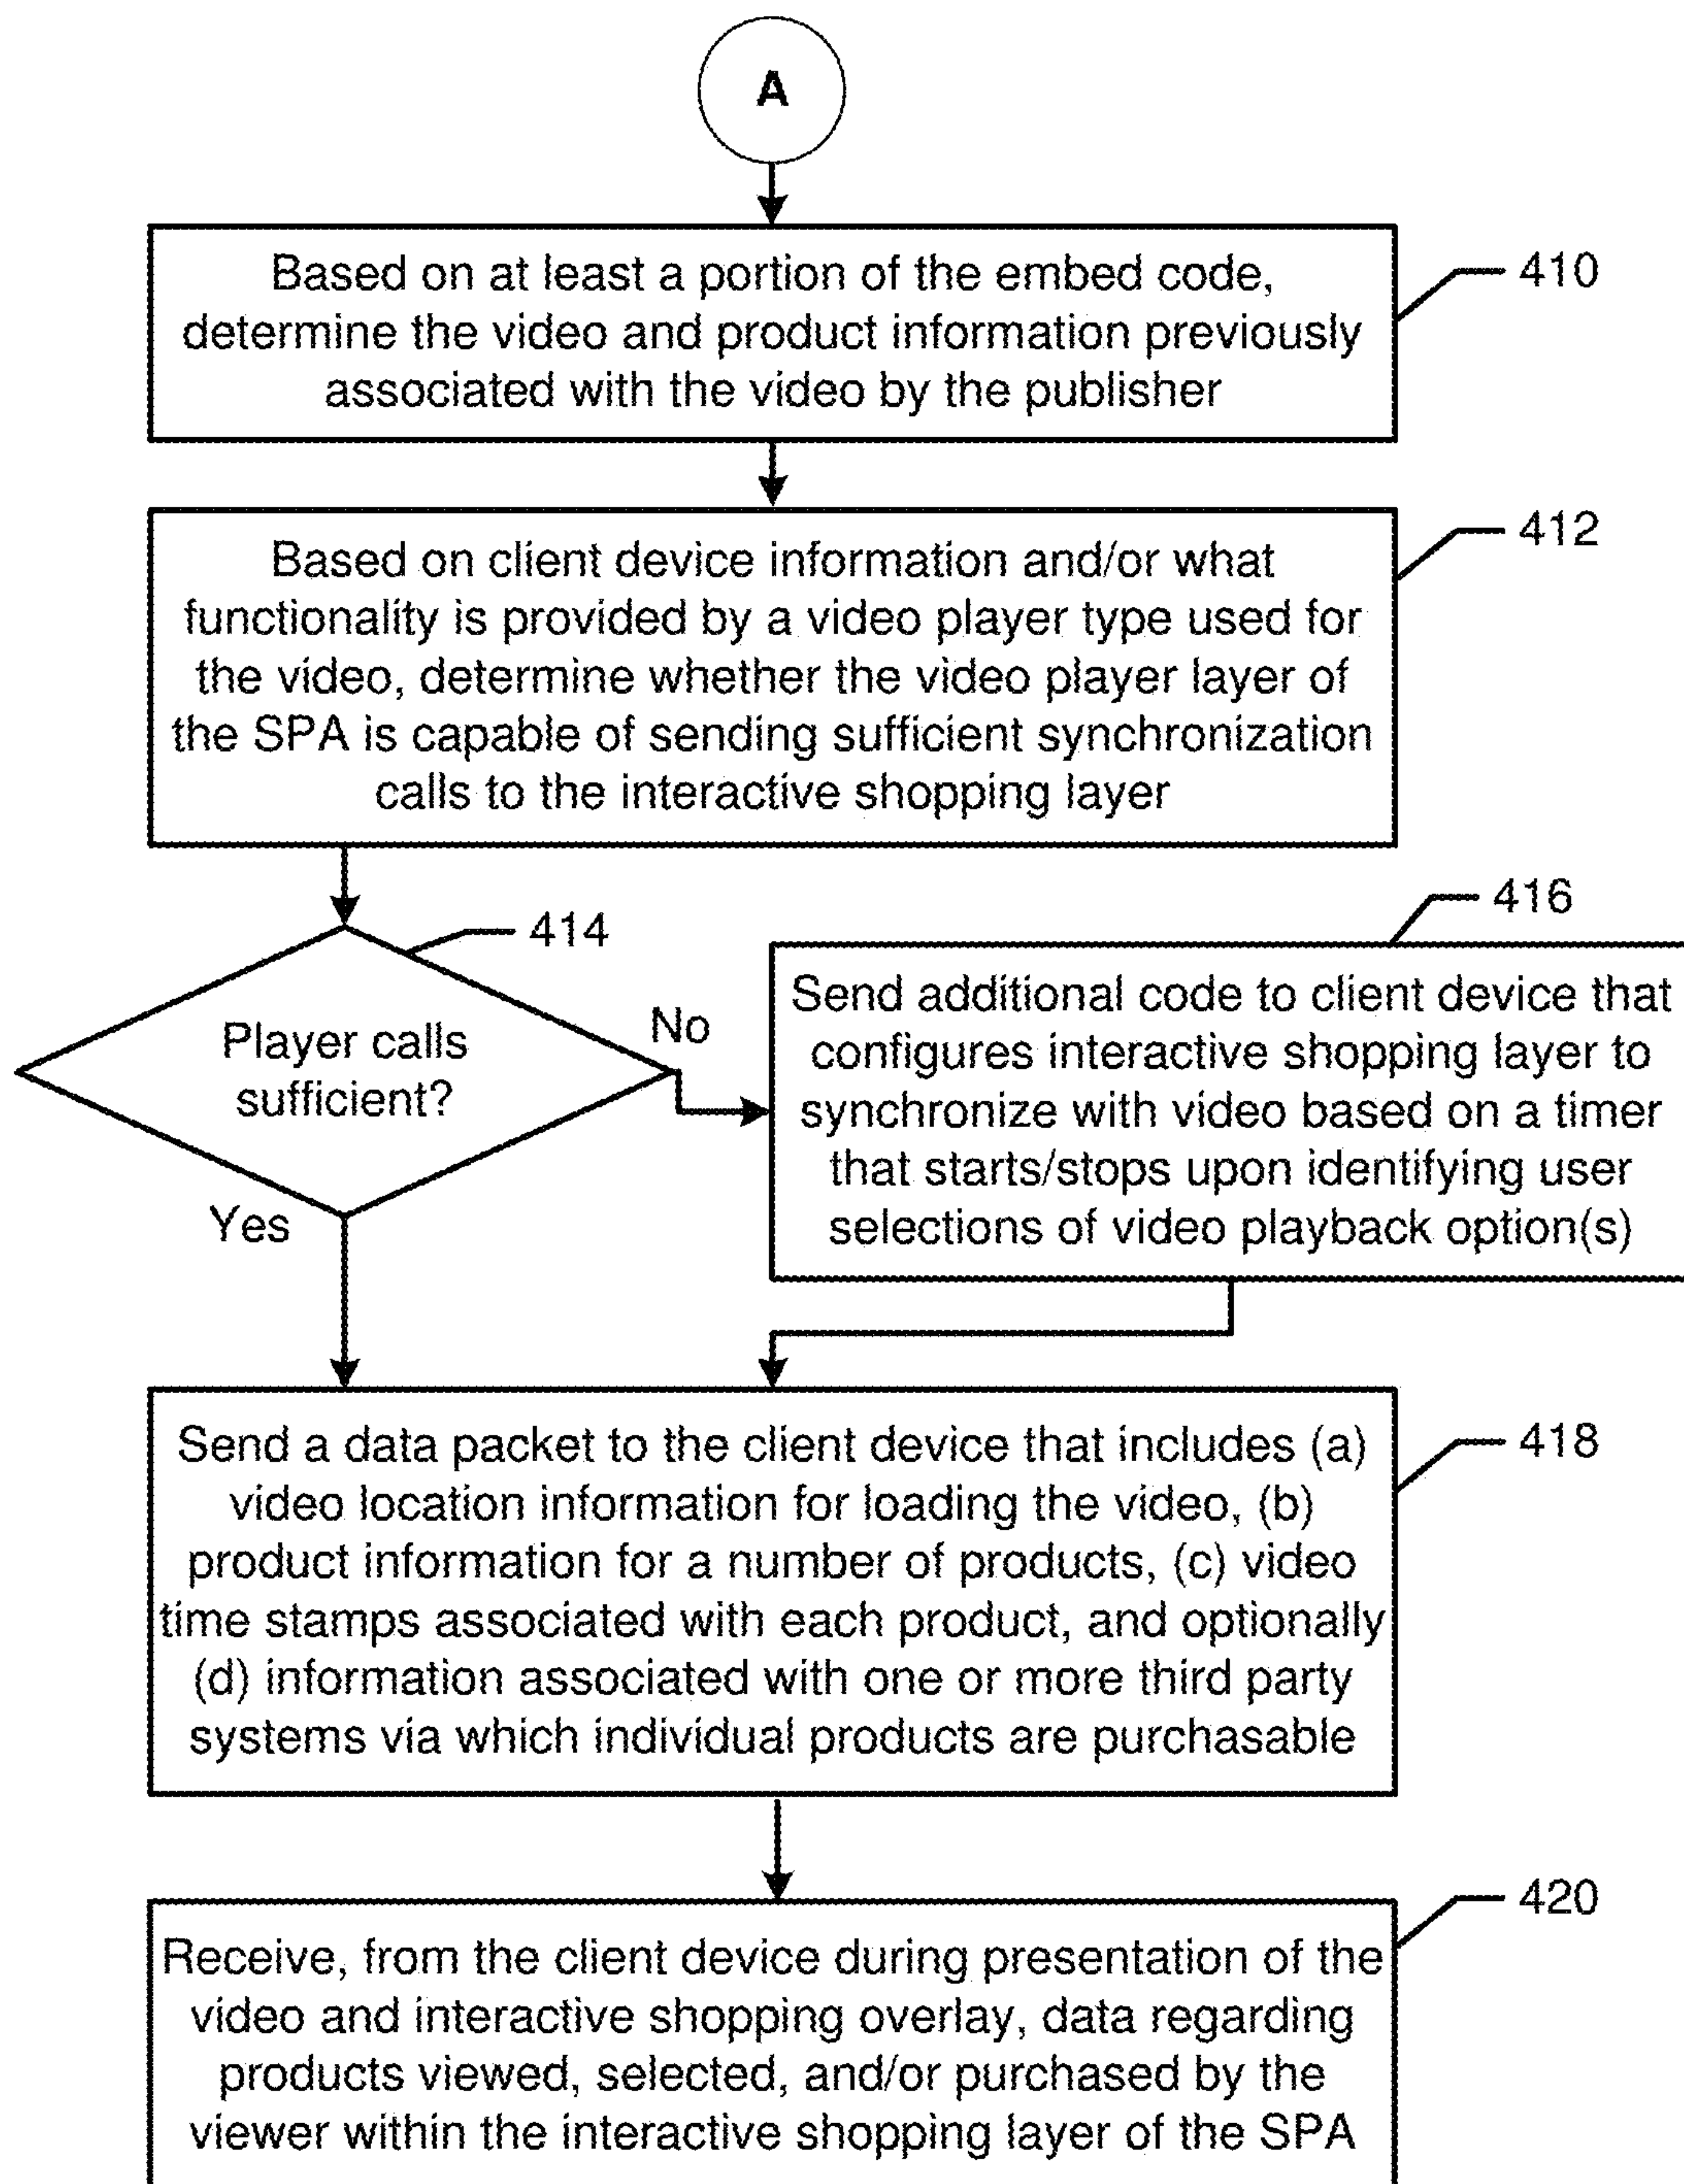 A
Based on at least a portion of the embed code,
determine the video and product information previously
associated with the video by the publisher
410
Based on client device information and/or what
functionality is provided by a video player type used for
the video, determine whether the video player layer of
the SPA is capable of sending sufficient synchronization
calls to the interactive shopping layer
412
Player calls
sufficient?
414
No
Yes
Send additional code to client device that
configures interactive shopping layer to
synchronize with video based on a timer
that starts/stops upon identifying user
selections of video playback option(s)
416
Send a data packet to the client device that includes (a)
video location information for loading the video, (b)
product information for a number of products, (c) video
time stamps associated with each product, and optionally
(d) information associated with one or more third party
systems via which individual products are purchasable
418
Receive, from the client device during presentation of the
video and interactive shopping overlay, data regarding
products viewed, selected, and/or purchased by the
viewer within the interactive shopping layer of the SPA
420